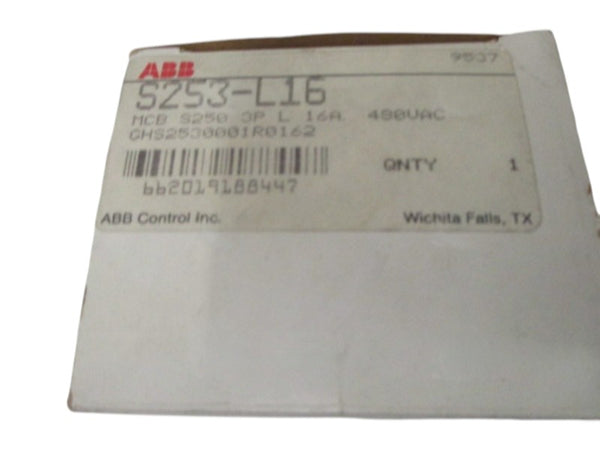 ABB 9537
S253-L16
MCB S250 3P L 16A 480VAC
GHS2530001R0162
QNTY 1
662019188447
ABB Control Inc. Wichita Falls, TX